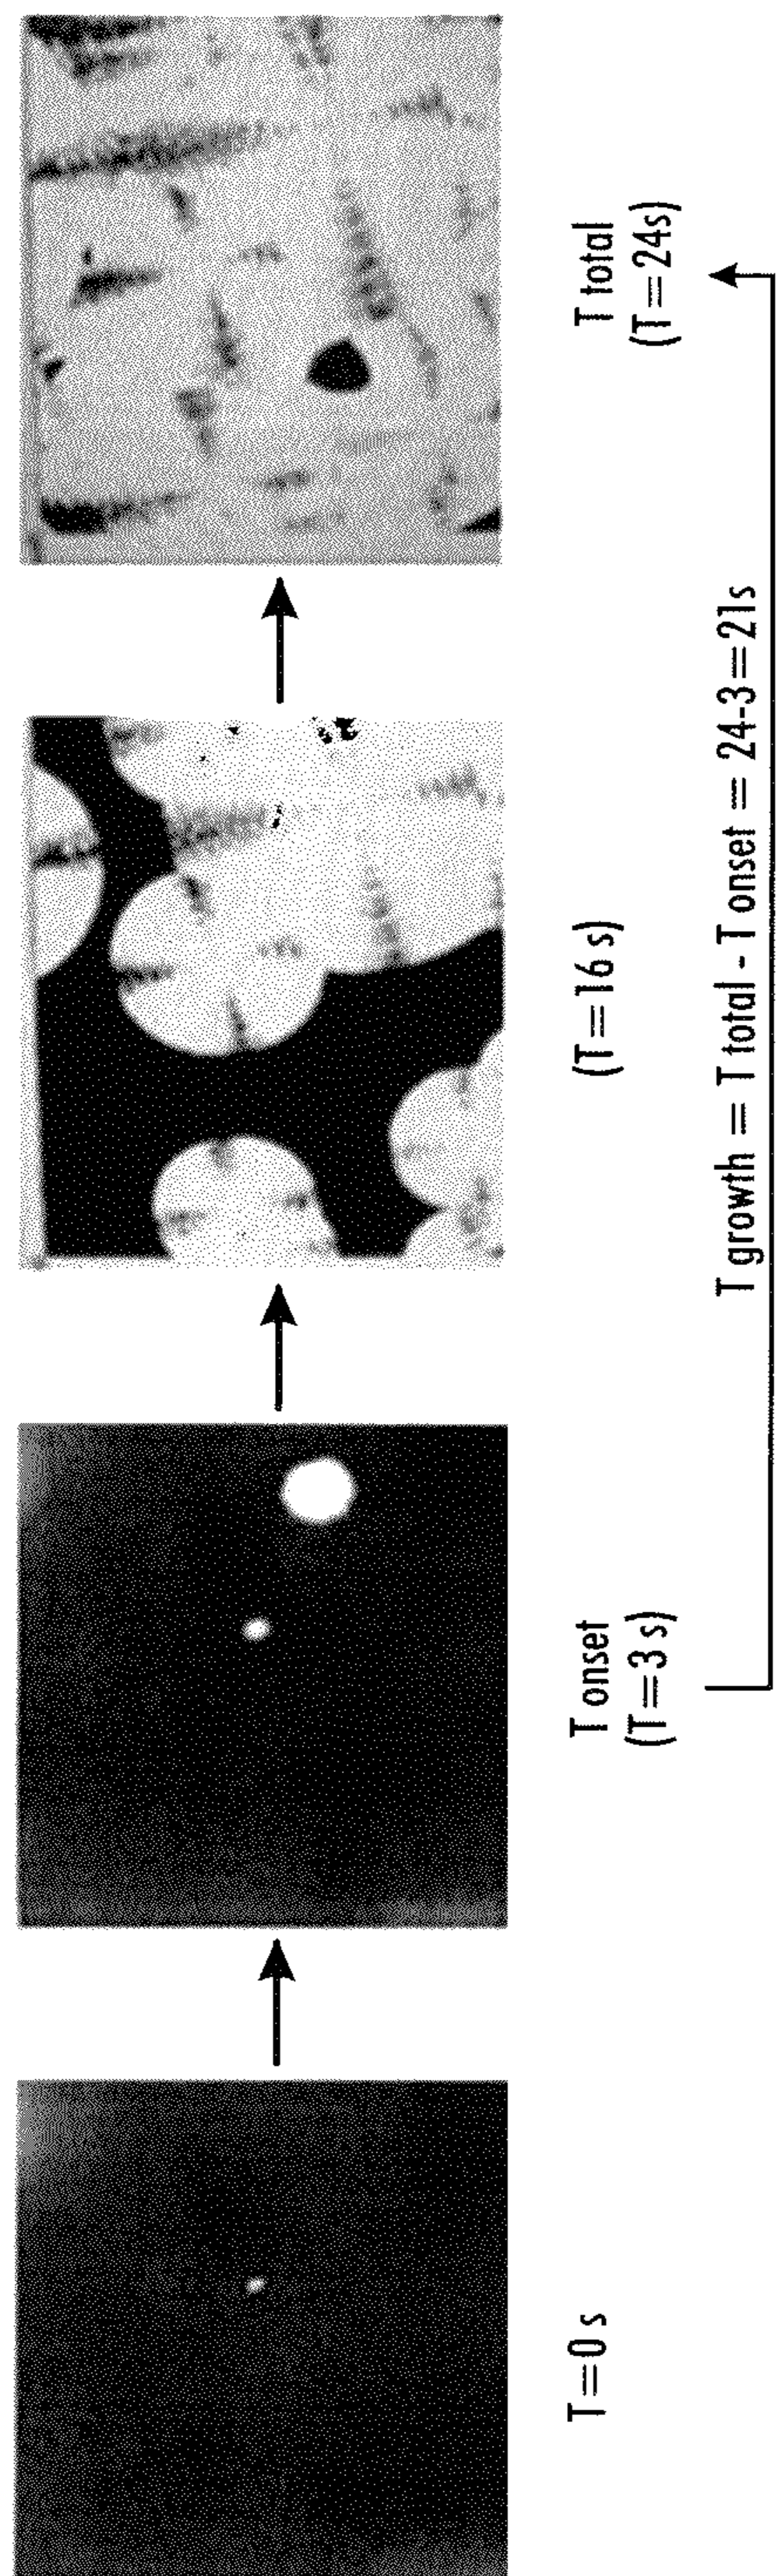 T=0 s
T onset
(T=3 s)
(T=16 s)
T total
(T=24s)
T growth = T total - T onset = 24-3=21s